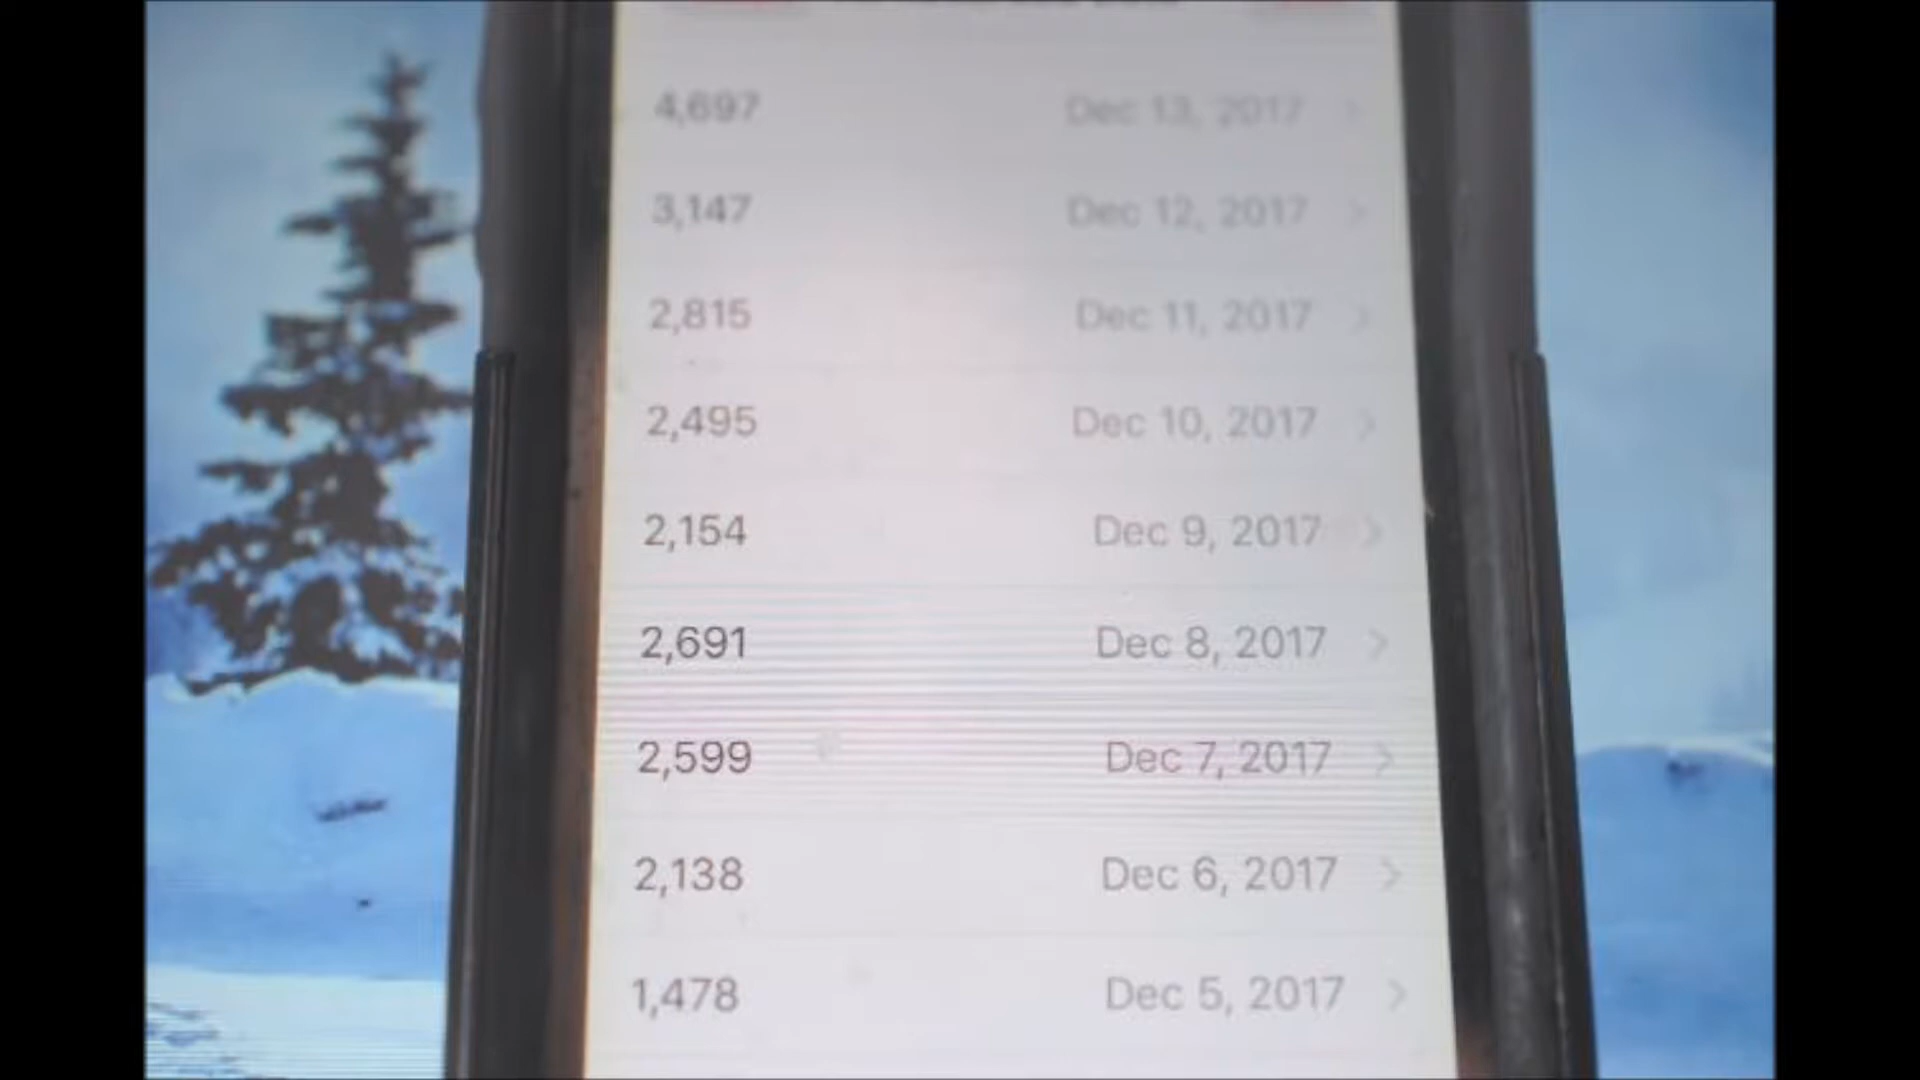 4,697 Dec 13, 2017
3,147 Dec 12, 2017
2,815 Dec 11, 2017
2,495 Dec 10, 2017
2,154 Dec 9, 2017
2,691 Dec 8, 2017
2,599 Dec 7, 2017
2,138 Dec 6, 2017
1,478 Dec 5, 2017